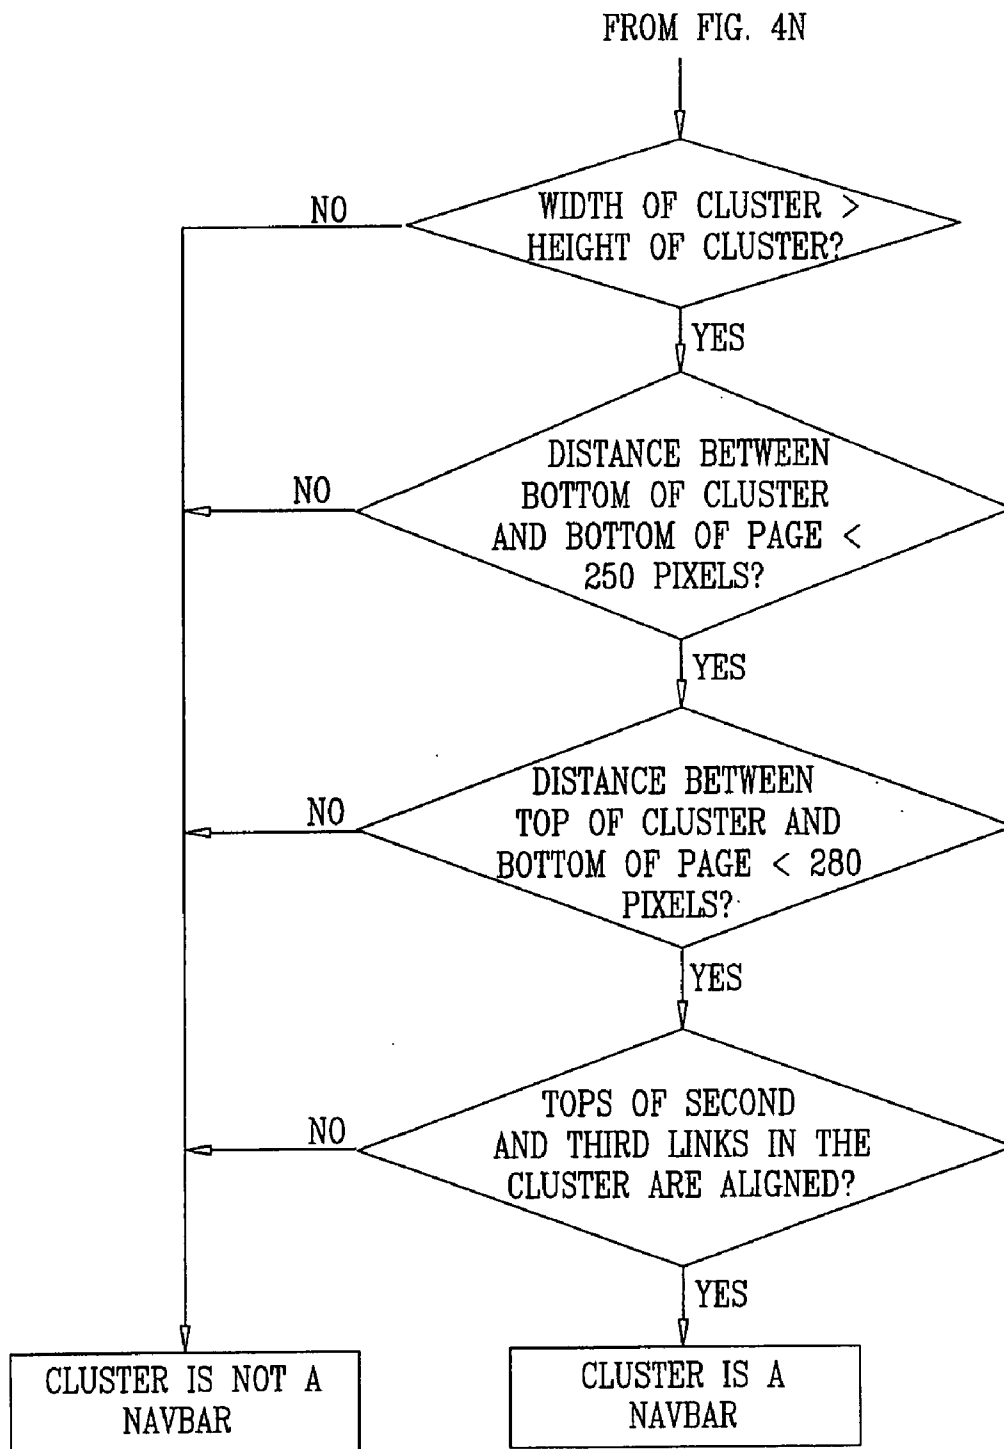 FROM FIG. 4N
NO
WIDTH OF CLUSTER >
HEIGHT OF CLUSTER?
YES
DISTANCE BETWEEN
BOTTOM OF CLUSTER
AND BOTTOM OF PAGE <
250 PIXELS?
NO
YES
DISTANCE BETWEEN
TOP OF CLUSTER AND
BOTTOM OF PAGE < 280
PIXELS?
NO
YES
TOPS OF SECOND
AND THIRD LINKS IN THE
CLUSTER ARE ALIGNED?
NO
YES
CLUSTER IS NOT A
NAVBAR
CLUSTER IS A
NAVBAR